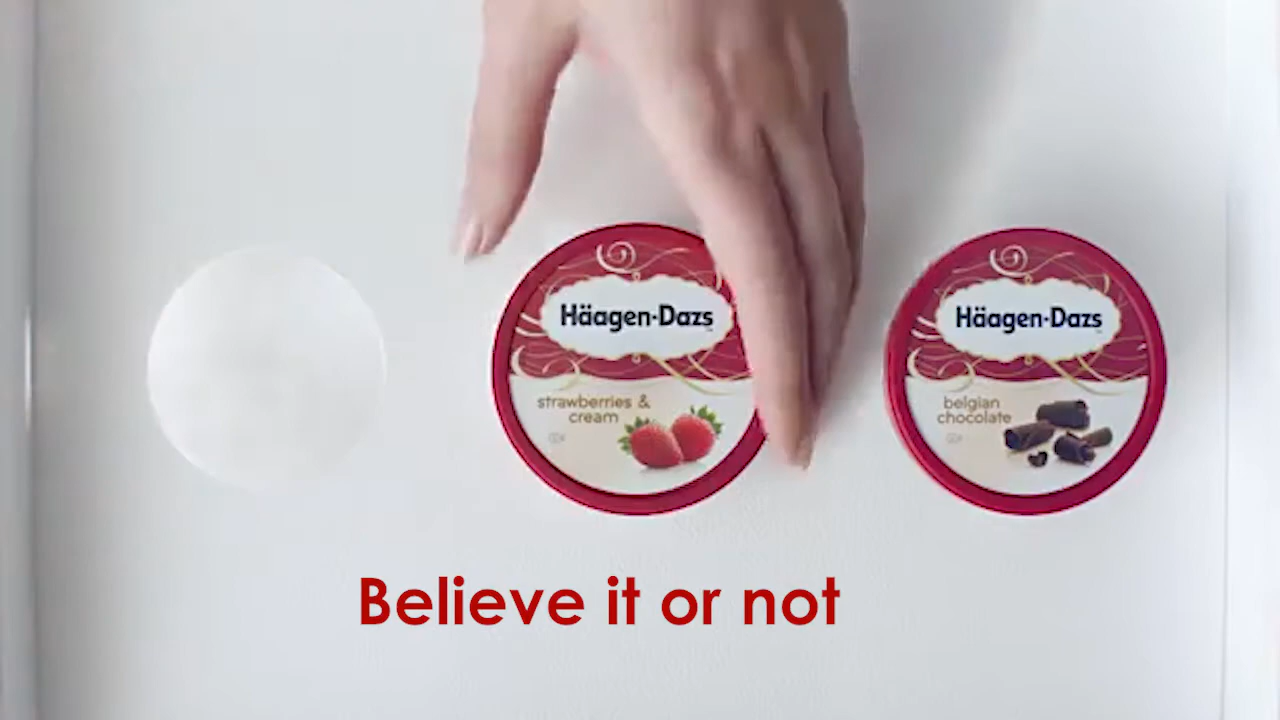 Häagen-Dazs
strawberries &
cream
Häagen-Dazs
belgian
chocolate
Believe it or not